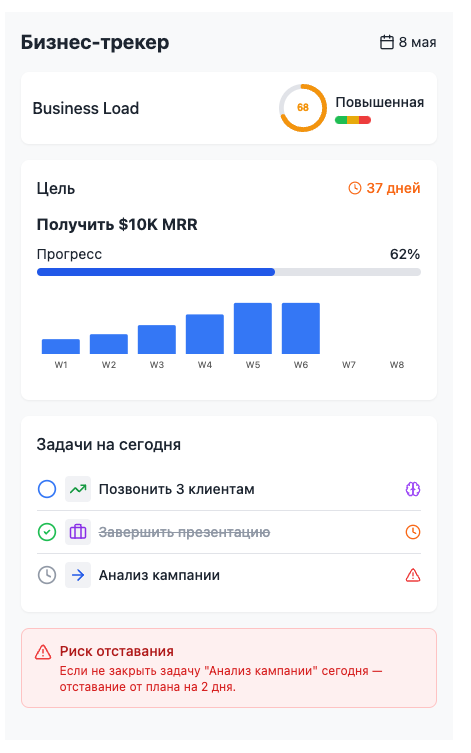 Бизнес-трекер
8 мая
Business Load
68
Повышенная
Цель
37 дней
Получить $10K MRR
Прогресс
62%
W1 W2 W3 W4 W5 W6 W7 W8
Задачи на сегодня
Позвонить 3 клиентам
Завершить презентацию
Анализ кампании
Риск отставания
Если не закрыть задачу "Анализ кампании" сегодня —
отставание от плана на 2 дня.